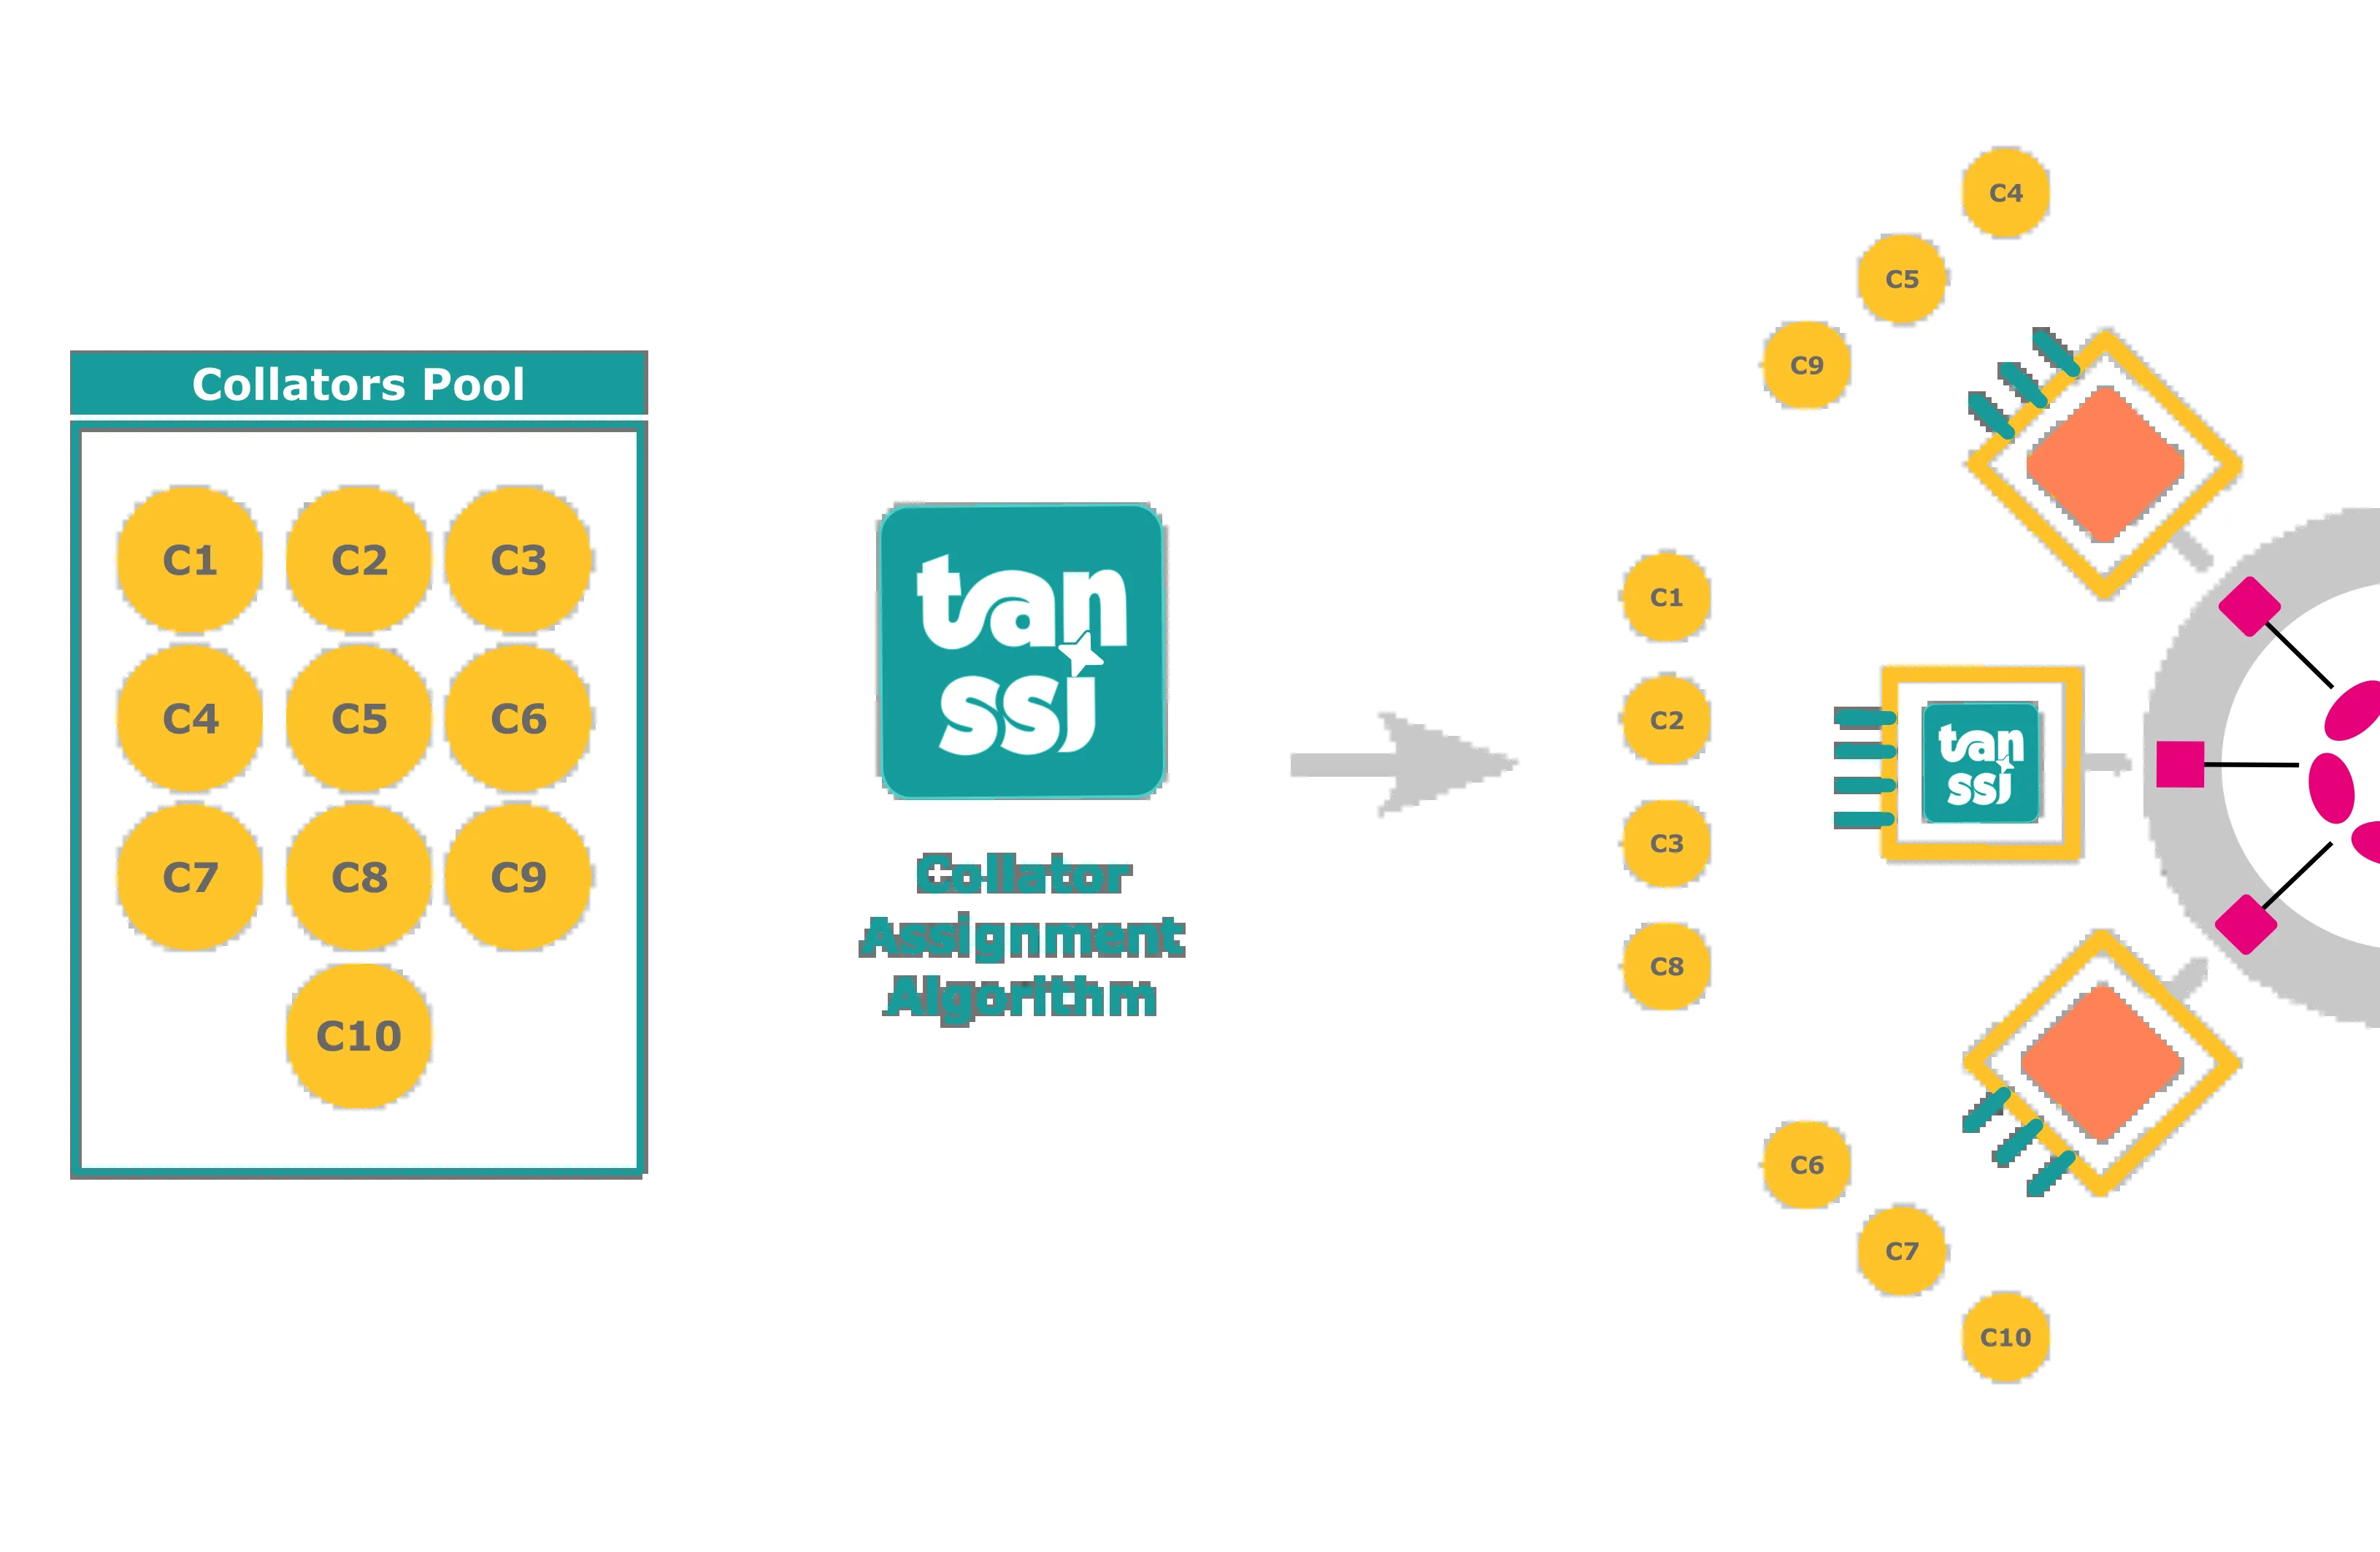 Collators Pool
C1 C2 C3
C4 C5 C6
C7 C8 C9
C10
tan
ssi
Collator
Assignment
Algorithm
C4
C5
C9
C1
C2
C3
C8
tan
ssi
C6
C7
C10